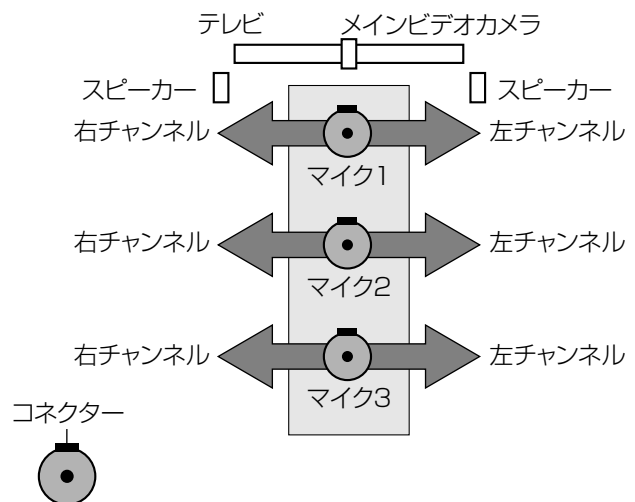 テレビ メインビデオカメラ
スピーカー スピーカー
右チャンネル 左チャンネル
マイク1
右チャンネル 左チャンネル
マイク2
右チャンネル 左チャンネル
マイク3
コネクター